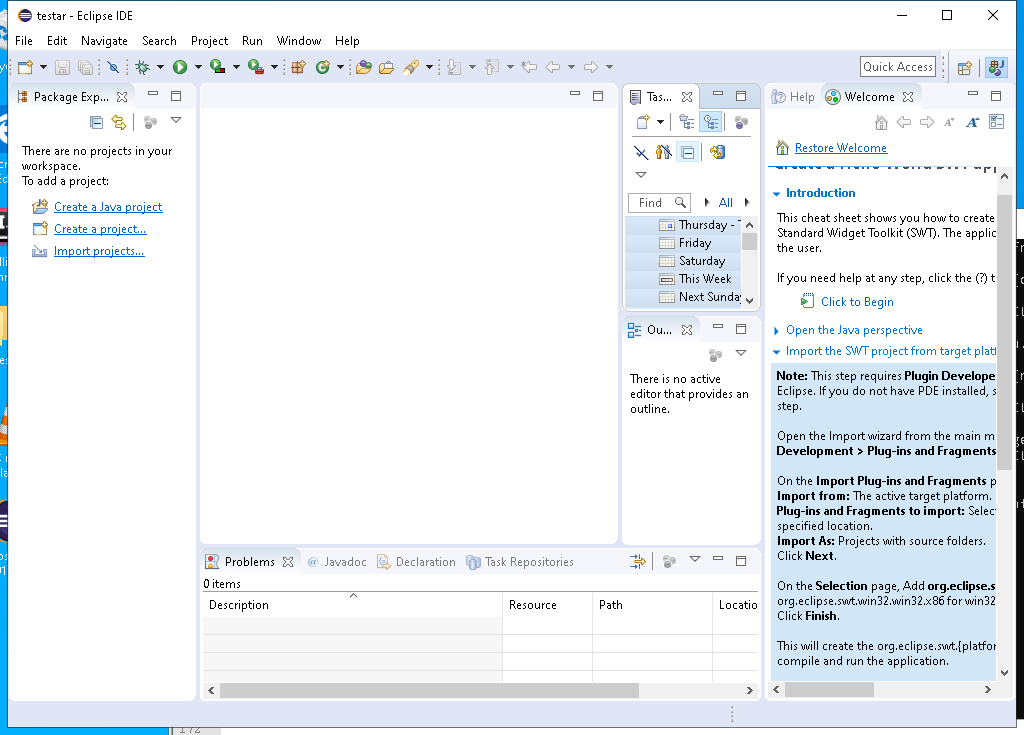 testar - Eclipse IDE
File Edit Navigate Search Project Run Window Help
Quick Access
Package Exp...
There are no projects in your
workspace.
To add a project:
Create a Java project
Create a project...
Import projects...
Tas...
Find
All
Thursday -
Friday
Saturday
This Week
Next Sunday
Ou...
There is no active
editor that provides an
outline.
Help Welcome
Restore Welcome
Introduction
This cheat sheet shows you how to create
Standard Widget Toolkit (SWT). The applic
the user.
If you need help at any step, click the (?) t
Click to Begin
Open the Java perspective
Import the SWT project from target platf
Note: This step requires Plugin Develope
Eclipse. If you do not have PDE installed, s
step.
Open the Import wizard from the main m
Development > Plug-ins and Fragments
On the Import Plug-ins and Fragments p
Import from: The active target platform.
Plug-ins and Fragments to import: Selec
specified location.
Import As: Projects with source folders.
Click Next.
On the Selection page, Add org.eclipse.s
org.eclipse.swt.win32.win32.x86 for win32
Click Finish.
This will create the org.eclipse.swt.{platfor
compile and run the application.
Problems Javadoc Declaration Task Repositories
0 items
Description Resource Path Locatio
172